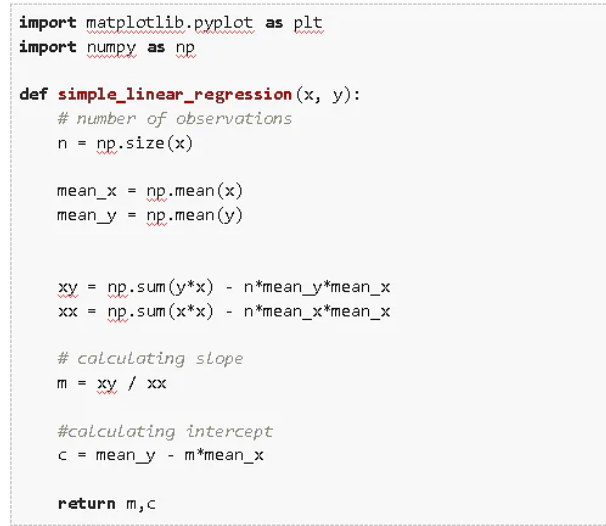 import matplotlib.pyplot as plt
import numpy as np
def simple_linear_regression(x, y):
# number of observations
n = np.size(x)
mean_x = np.mean(x)
mean_y = np.mean(y)
xy = np.sum(y*x) - n*mean_y*mean_x
xx = np.sum(x*x) - n*mean_x*mean_x
# calculating slope
m = xy / xx
#calculating intercept
c = mean_y - m*mean_x
return m,c